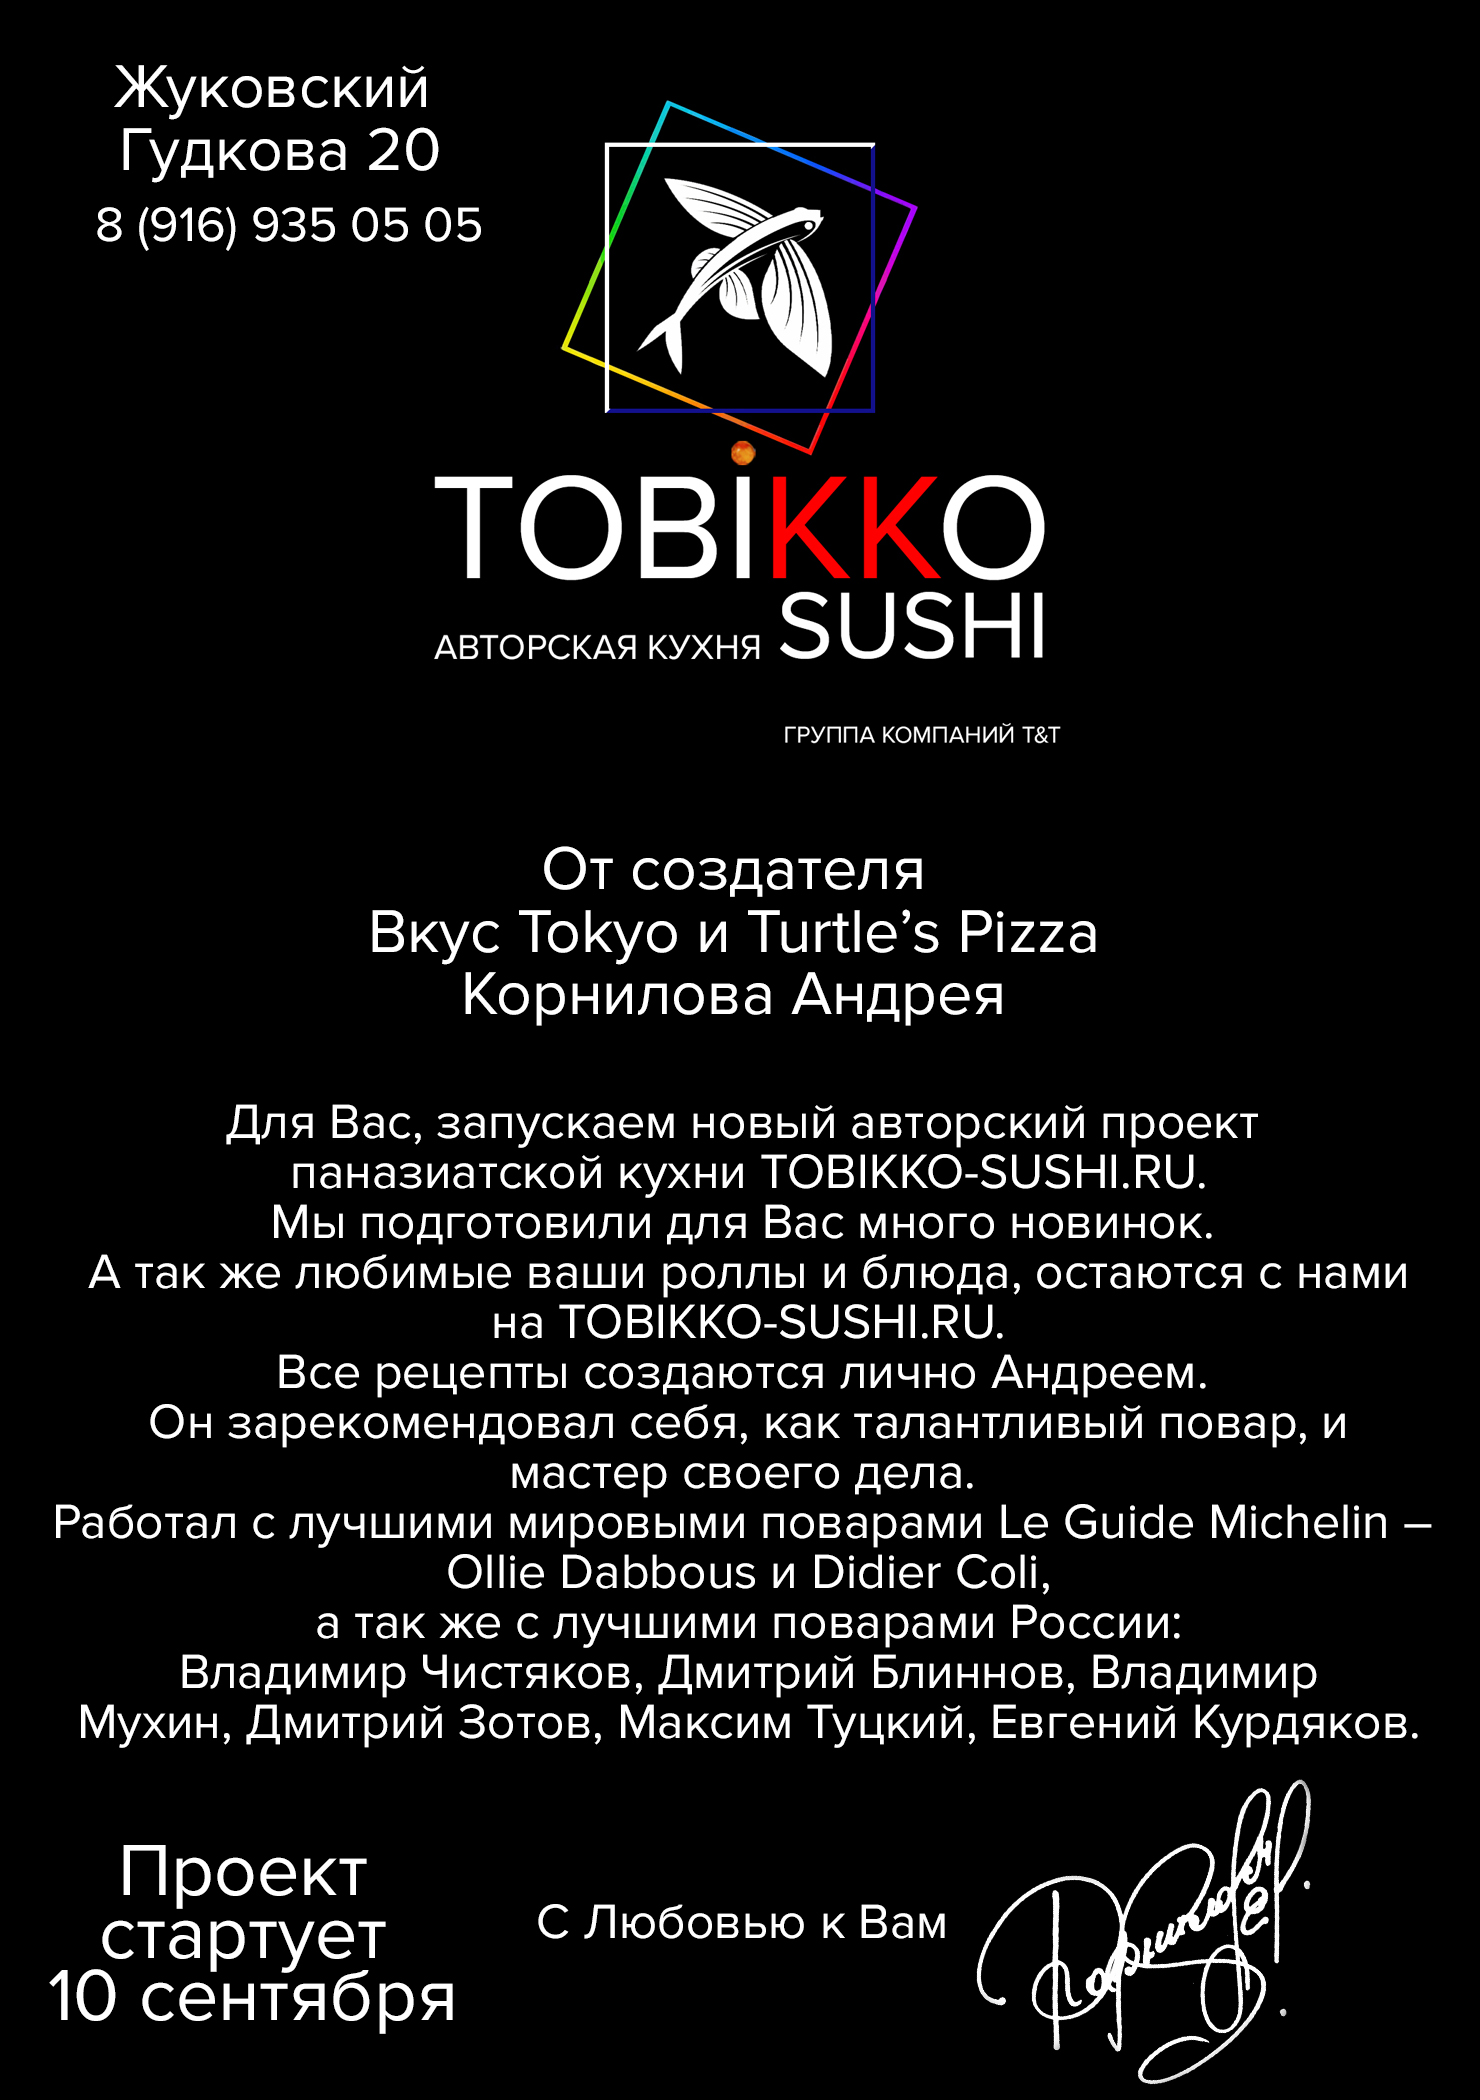 Жуковский
Гудкова 20
8 (916) 935 05 05
TOBiKKO
АВТОРСКАЯ КУХНЯ SUSHI
ГРУППА КОМПАНИЙ T&T
От создателя
Вкус Tokyo и Turtle’s Pizza
Корнилова Андрея
Для Вас, запускаем новый авторский проект
паназиатской кухни TOBIKKO-SUSHI.RU.
Мы подготовили для Вас много новинок.
А так же любимые ваши роллы и блюда, остаются с нами
на TOBIKKO-SUSHI.RU.
Все рецепты создаются лично Андреем.
Он зарекомендовал себя, как талантливый повар, и
мастер своего дела.
Работал с лучшими мировыми поварами Le Guide Michelin –
Ollie Dabbous и Didier Coli,
а так же с лучшими поварами России:
Владимир Чистяков, Дмитрий Блиннов, Владимир
Мухин, Дмитрий Зотов, Максим Туцкий, Евгений Курдяков.
Проект
стартует
10 сентября
С Любовью к Вам